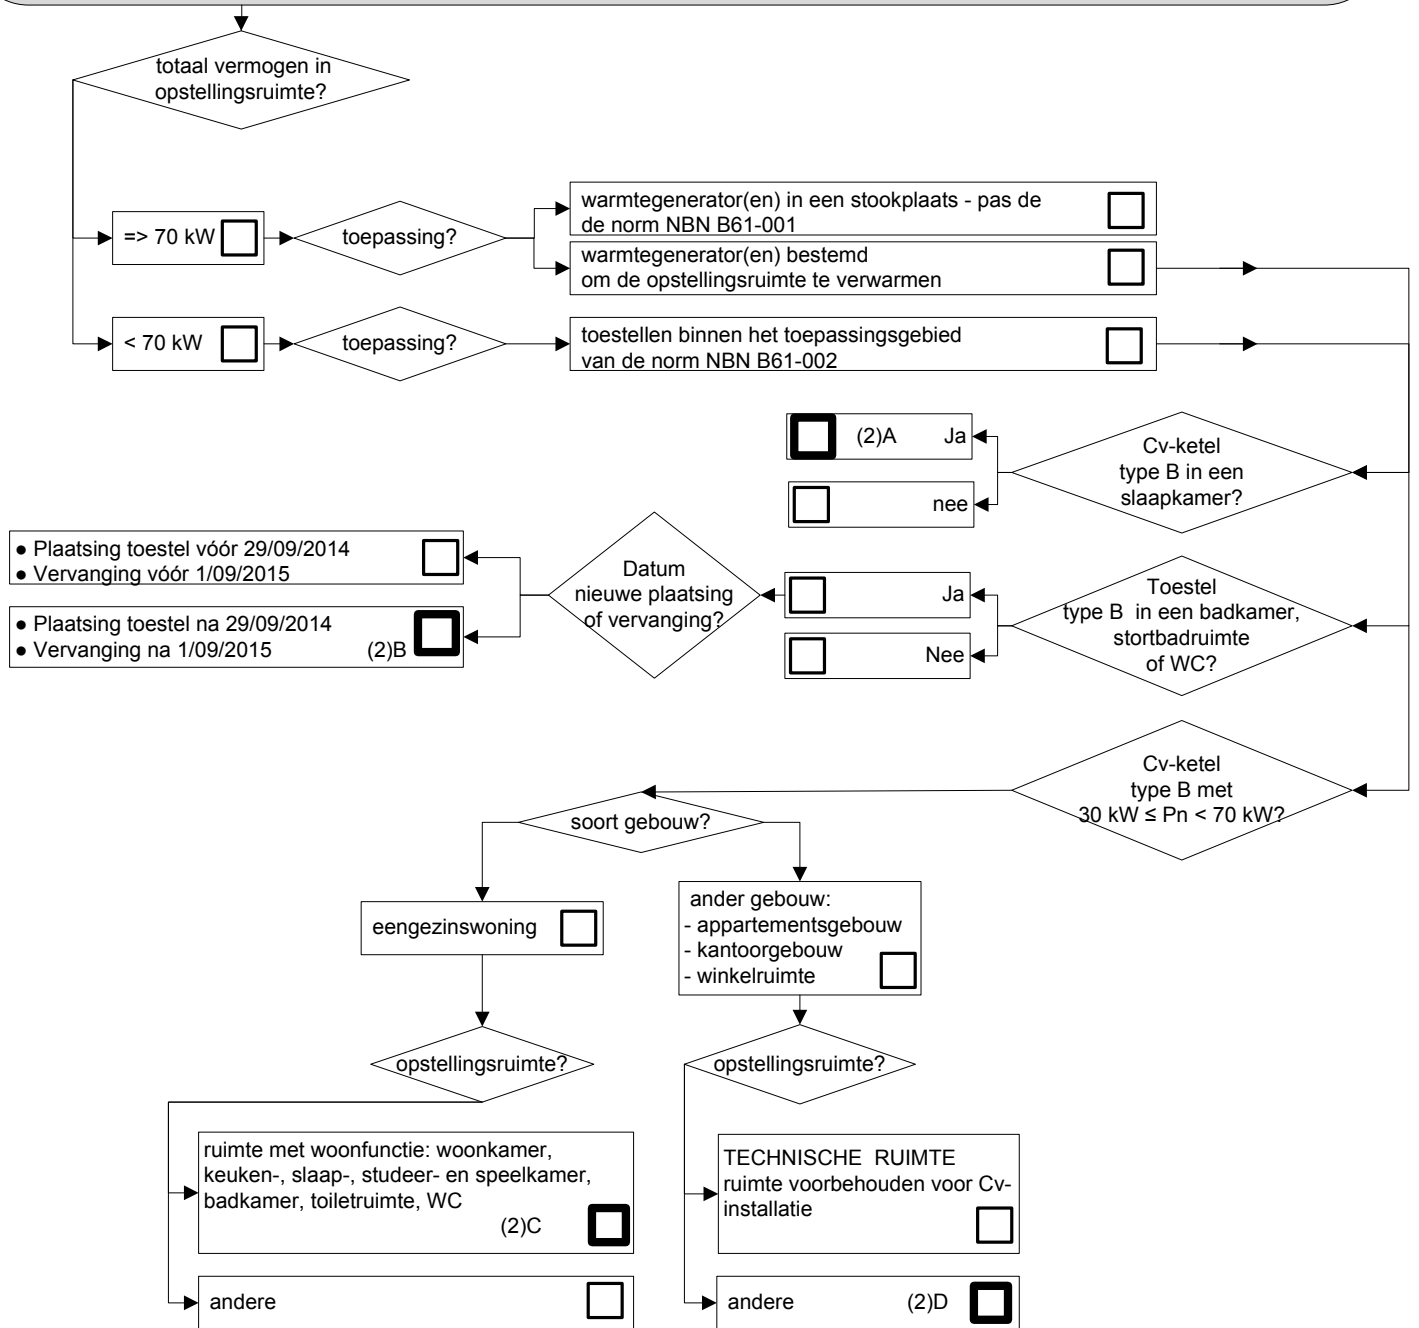 totaal vermogen in
opstellingsruimte?
=> 70 kW
toepassing?
warmtegenerator(en) in een stookplaats - pas de
de norm NBN B61-001
warmtegenerator(en) bestemd
om de opstellingsruimte te verwarmen
< 70 kW
toepassing?
toestellen binnen het toepassingsgebied
van de norm NBN B61-002
Cv-ketel
type B in een
slaapkamer?
(2)A Ja
nee
Toestel
type B in een badkamer,
stortbadruimte
of WC?
Ja
Nee
Datum
nieuwe plaatsing
of vervanging?
● Plaatsing toestel vóór 29/09/2014
● Vervanging vóór 1/09/2015
● Plaatsing toestel na 29/09/2014
● Vervanging na 1/09/2015 (2)B
Cv-ketel
type B met
30 kW ≤ Pn < 70 kW?
soort gebouw?
eengezinswoning
ander gebouw:
- appartementsgebouw
- kantoorgebouw
- winkelruimte
opstellingsruimte?
opstellingsruimte?
ruimte met woonfunctie: woonkamer,
keuken-, slaap-, studeer- en speelkamer,
badkamer, toiletruimte, WC
(2)C
andere
TECHNISCHE RUIMTE
ruimte voorbehouden voor Cv-
installatie
andere (2)D